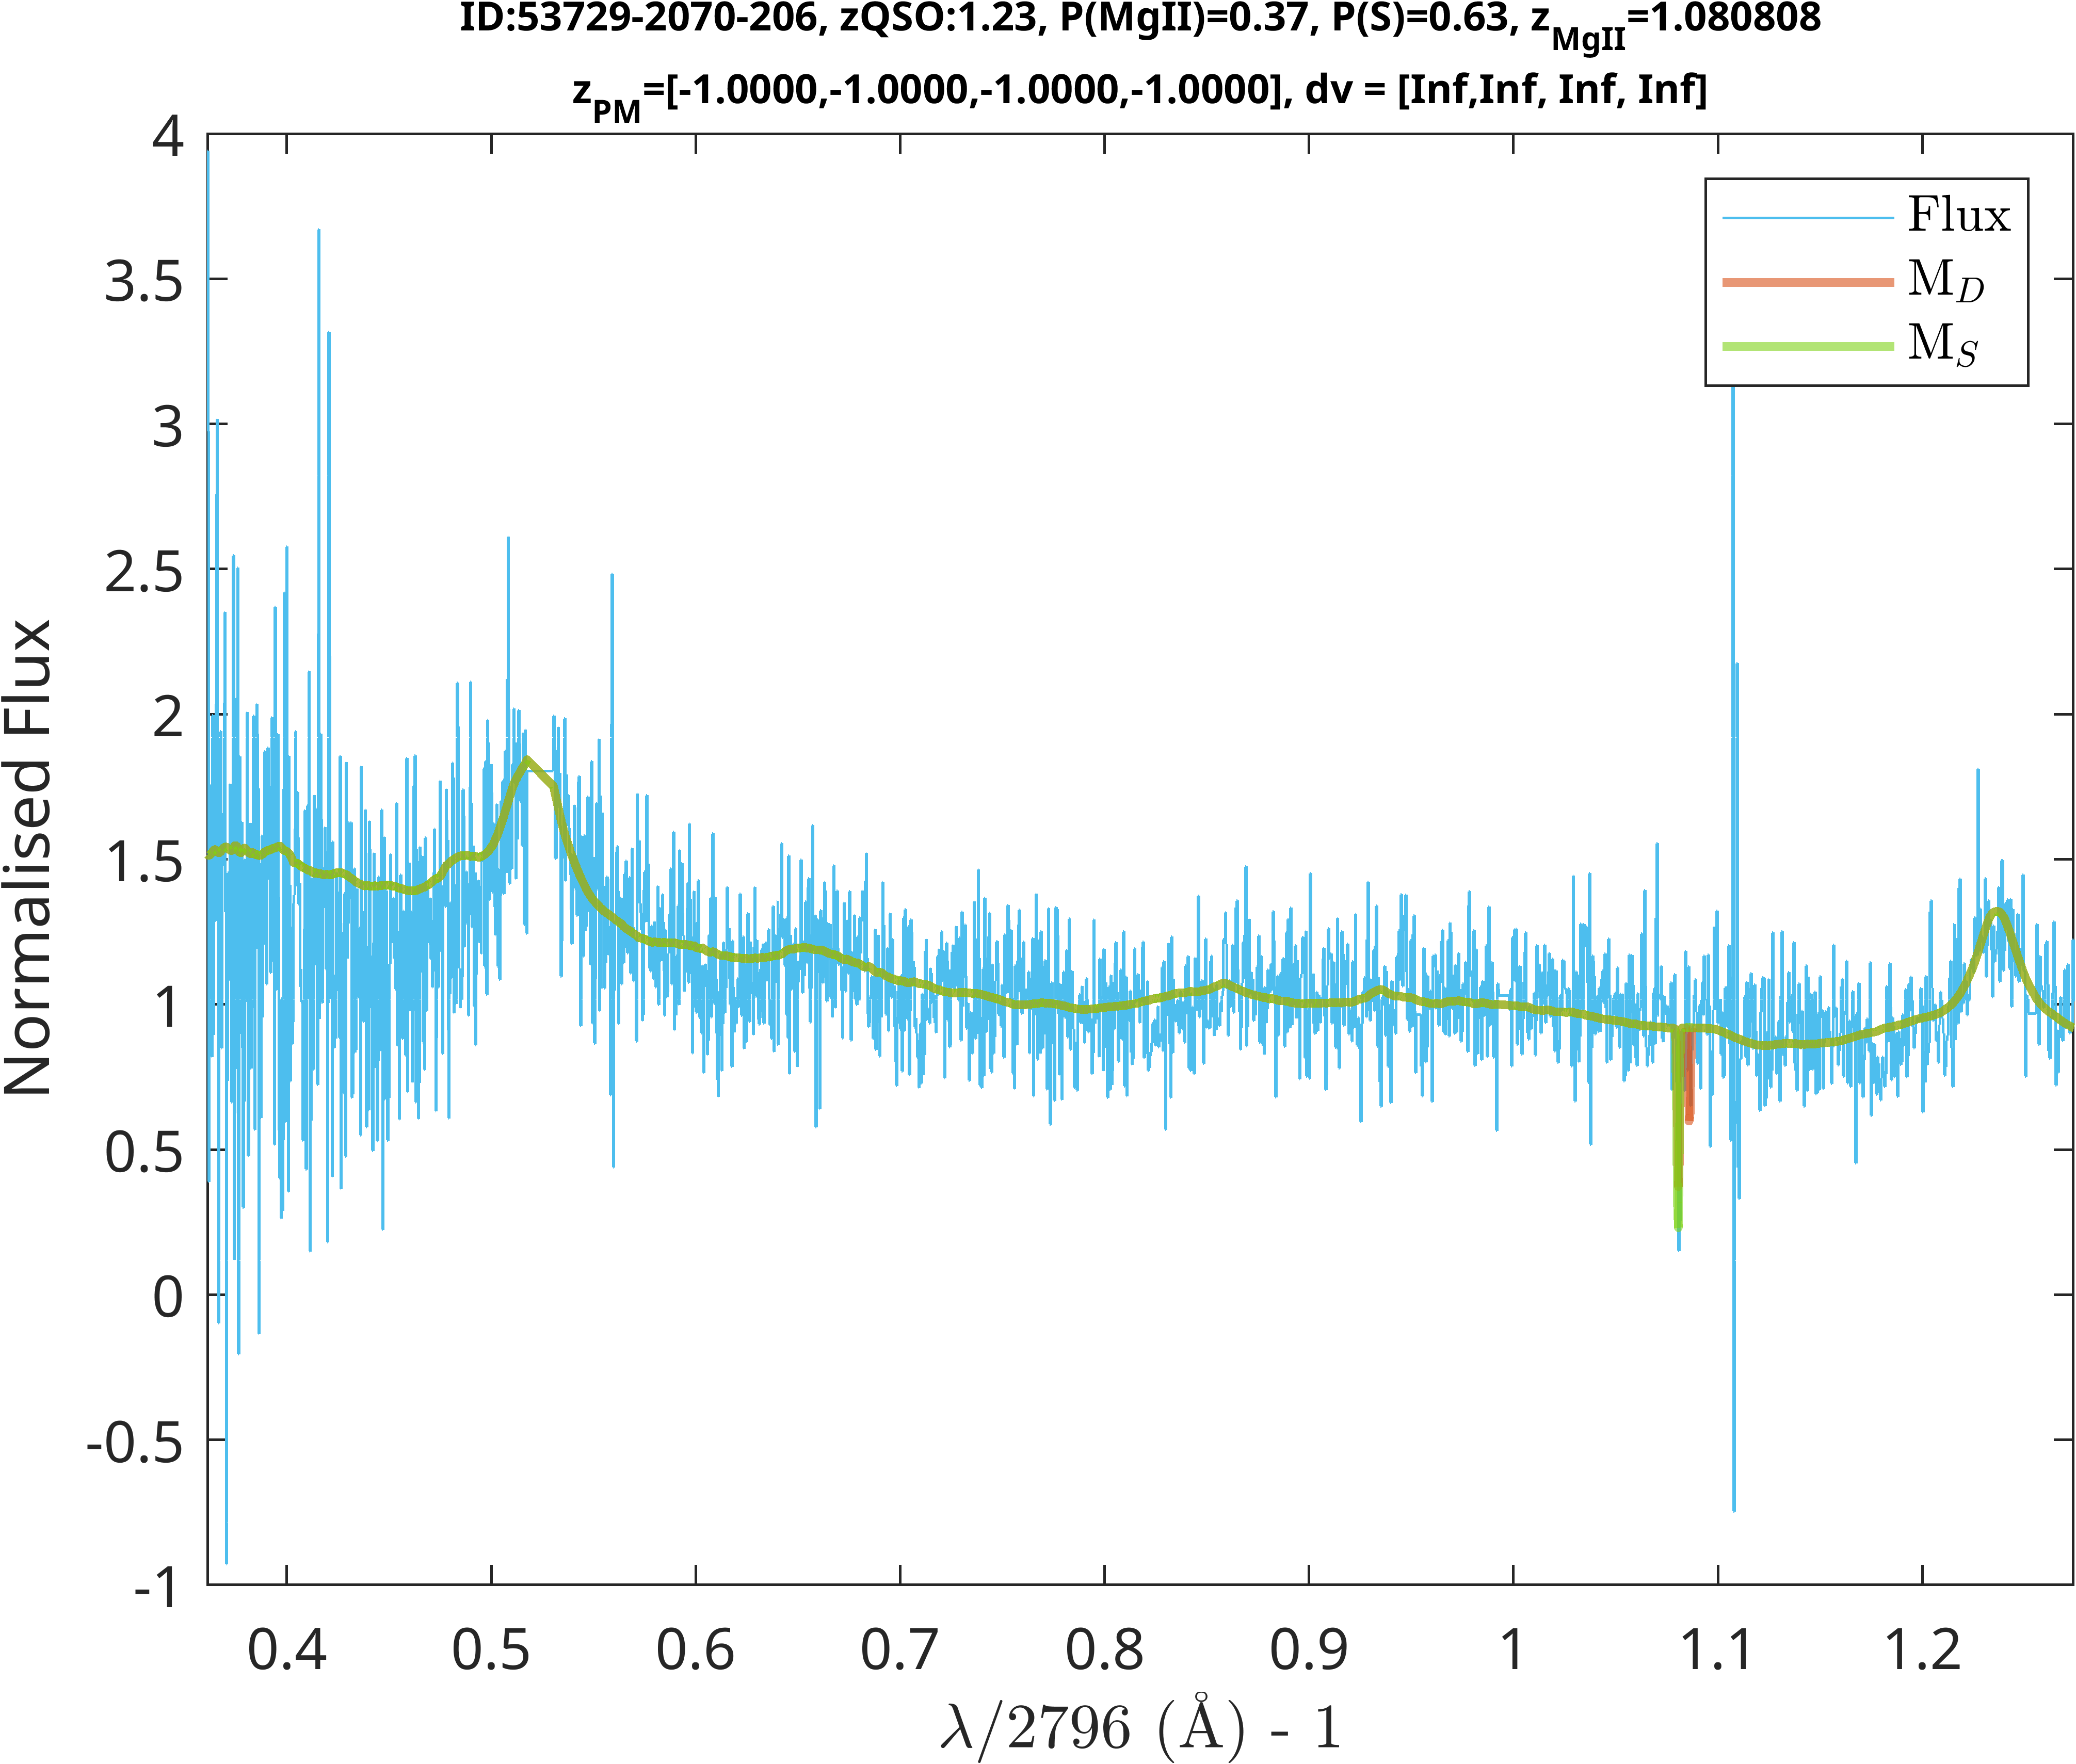 ID:53729-2070-206, zQSO:1.23, P(MgII)=0.37, P(S)=0.63, zMgII=1.080808
zPM=[-1.0000,-1.0000,-1.0000,-1.0000], dv = [Inf,Inf, Inf, Inf]
4
3.5
3
2.5
2
1.5
1
0.5
0
-0.5
-1
Normalised Flux
Flux
MD
MS
0.4 0.5 0.6 0.7 0.8 0.9 1 1.1 1.2
λ/2796 (Å) - 1